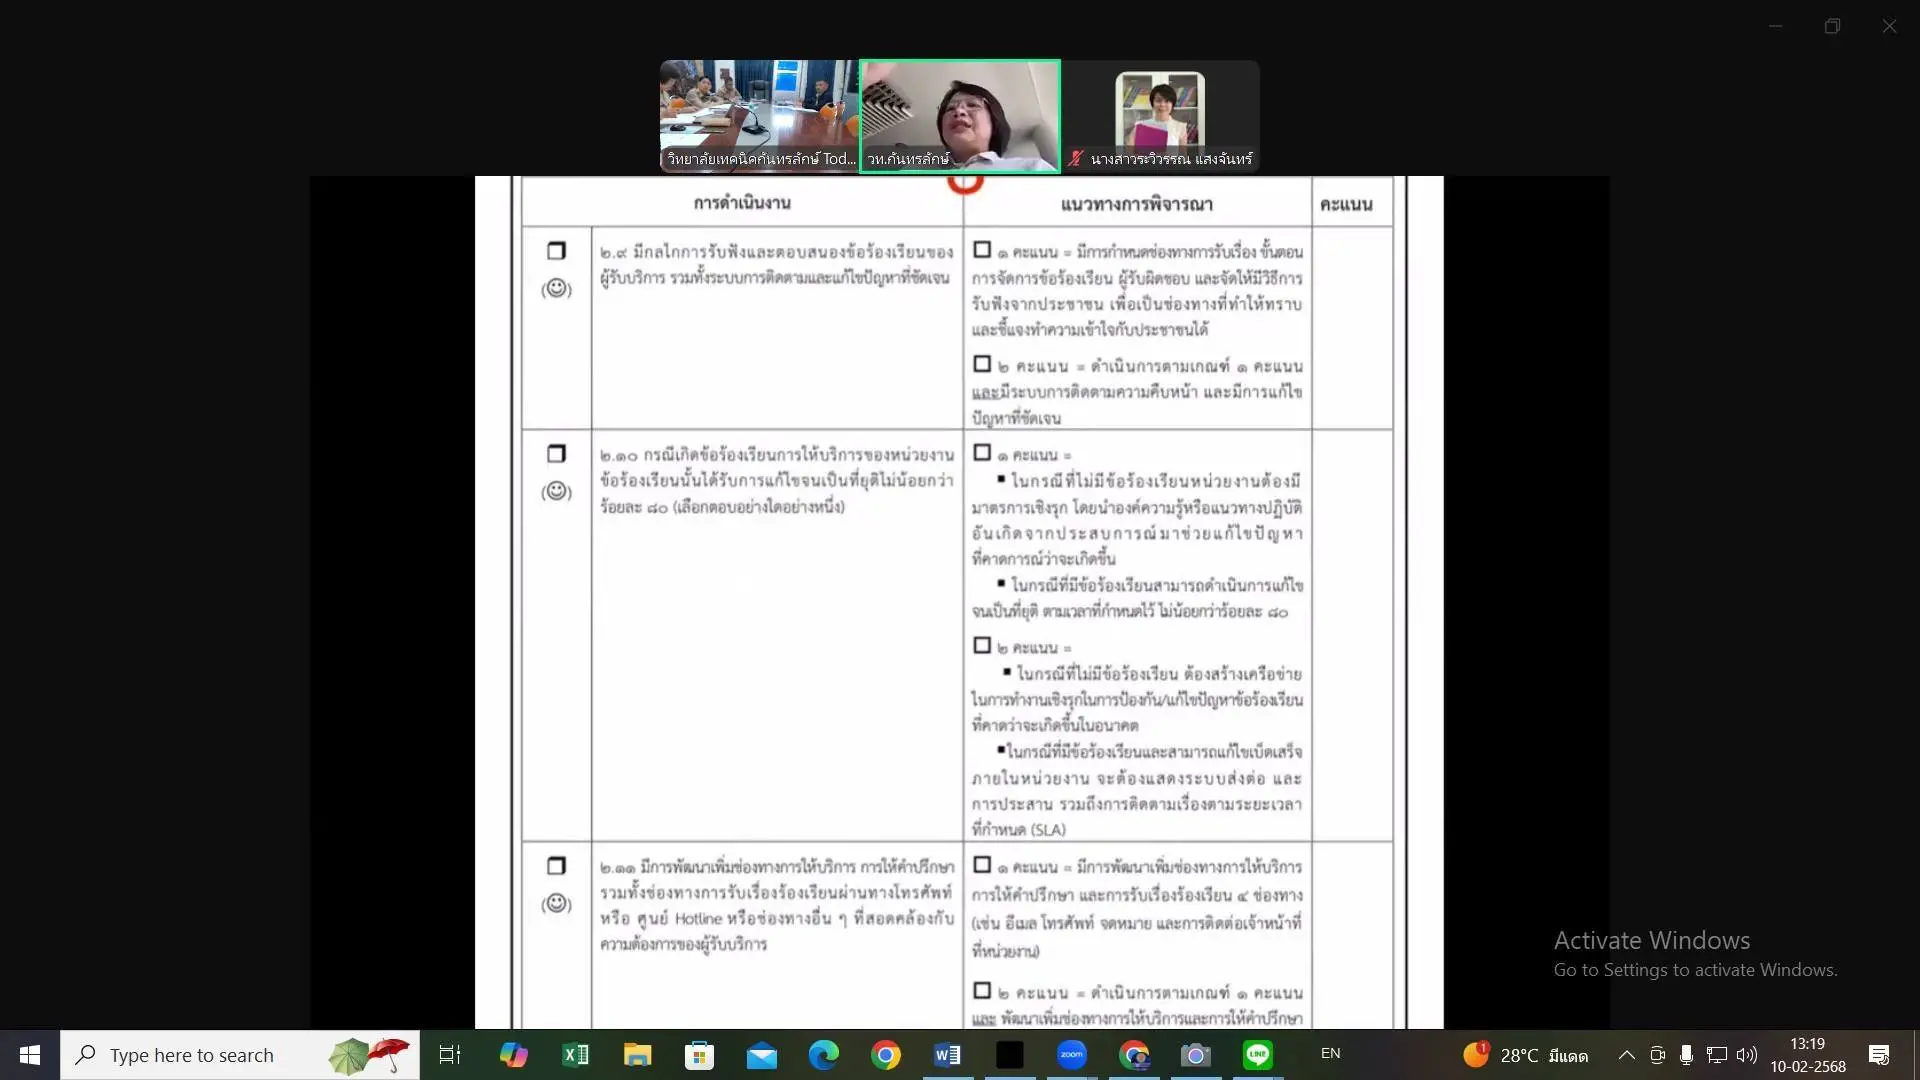 วิทยาลัยเทคนิคกันทรลักษ์ Tod...
วท.กันทรลักษ์
นางสาวระวิวรรณ แสงจันทร์
การดำเนินงาน
แนวทางการพิจารณา
คะแนน
๒.๙ มีกลไกการรับฟังและตอบสนองข้อร้องเรียนของ
ผู้รับบริการ รวมทั้งระบบการติดตามและแก้ไขปัญหาที่ชัดเจน
๑ คะแนน = มีการกำหนดช่องทางการรับเรื่อง ขั้นตอน
การจัดการข้อร้องเรียน ผู้รับผิดชอบ และจัดให้มีวิธีการ
รับฟังจากประชาชน เพื่อเป็นช่องทางที่ทำให้ทราบ
และชี้แจงทำความเข้าใจกับประชาชนได้
๒ คะแนน = ดำเนินการตามเกณฑ์ ๑ คะแนน
และมีระบบการติดตามความคืบหน้า และมีการแก้ไข
ปัญหาที่ชัดเจน
๒.๑๐ กรณีเกิดข้อร้องเรียนการให้บริการของหน่วยงาน
ข้อร้องเรียนนั้นได้รับการแก้ไขจนเป็นที่ยุติไม่น้อยกว่า
ร้อยละ ๘๐ (เลือกตอบอย่างใดอย่างหนึ่ง)
๑ คะแนน =
▪ ในกรณีที่ไม่มีข้อร้องเรียนหน่วยงานต้องมี
มาตรการเชิงรุก โดยนำองค์ความรู้หรือแนวทางปฏิบัติ
อันเกิดจากประสบการณ์มาช่วยแก้ไขปัญหา
ที่คาดการณ์ว่าจะเกิดขึ้น
▪ ในกรณีที่มีข้อร้องเรียนสามารถดำเนินการแก้ไข
จนเป็นที่ยุติ ตามเวลาที่กำหนดไว้ ไม่น้อยกว่าร้อยละ ๘๐
๒ คะแนน =
▪ ในกรณีที่ไม่มีข้อร้องเรียน ต้องสร้างเครือข่าย
ในการทำงานเชิงรุกในการป้องกัน/แก้ไขปัญหาข้อร้องเรียน
ที่คาดว่าจะเกิดขึ้นในอนาคต
▪ในกรณีที่มีข้อร้องเรียนและสามารถแก้ไขเบ็ดเสร็จ
ภายในหน่วยงาน จะต้องแสดงระบบส่งต่อ และ
การประสาน รวมถึงการติดตามเรื่องตามระยะเวลา
ที่กำหนด (SLA)
๒.๑๑ มีการพัฒนาเพิ่มช่องทางการให้บริการ การให้คำปรึกษา
รวมทั้งช่องทางการรับเรื่องร้องเรียนผ่านทางโทรศัพท์
หรือ ศูนย์ Hotline หรือช่องทางอื่น ๆ ที่สอดคล้องกับ
ความต้องการของผู้รับบริการ
๑ คะแนน = มีการพัฒนาเพิ่มช่องทางการให้บริการ
การให้คำปรึกษา และการรับเรื่องร้องเรียน ๔ ช่องทาง
(เช่น อีเมล โทรศัพท์ จดหมาย และการติดต่อเจ้าหน้าที่
ที่หน่วยงาน)
๒ คะแนน = ดำเนินการตามเกณฑ์ ๑ คะแนน
และ พัฒนาเพิ่มช่องทางการให้บริการและการให้คำปรึกษา
Activate Windows
Go to Settings to activate Windows.
Type here to search
zoom
LINE
EN
1
28°C มีแดด
13:19
10-02-2568